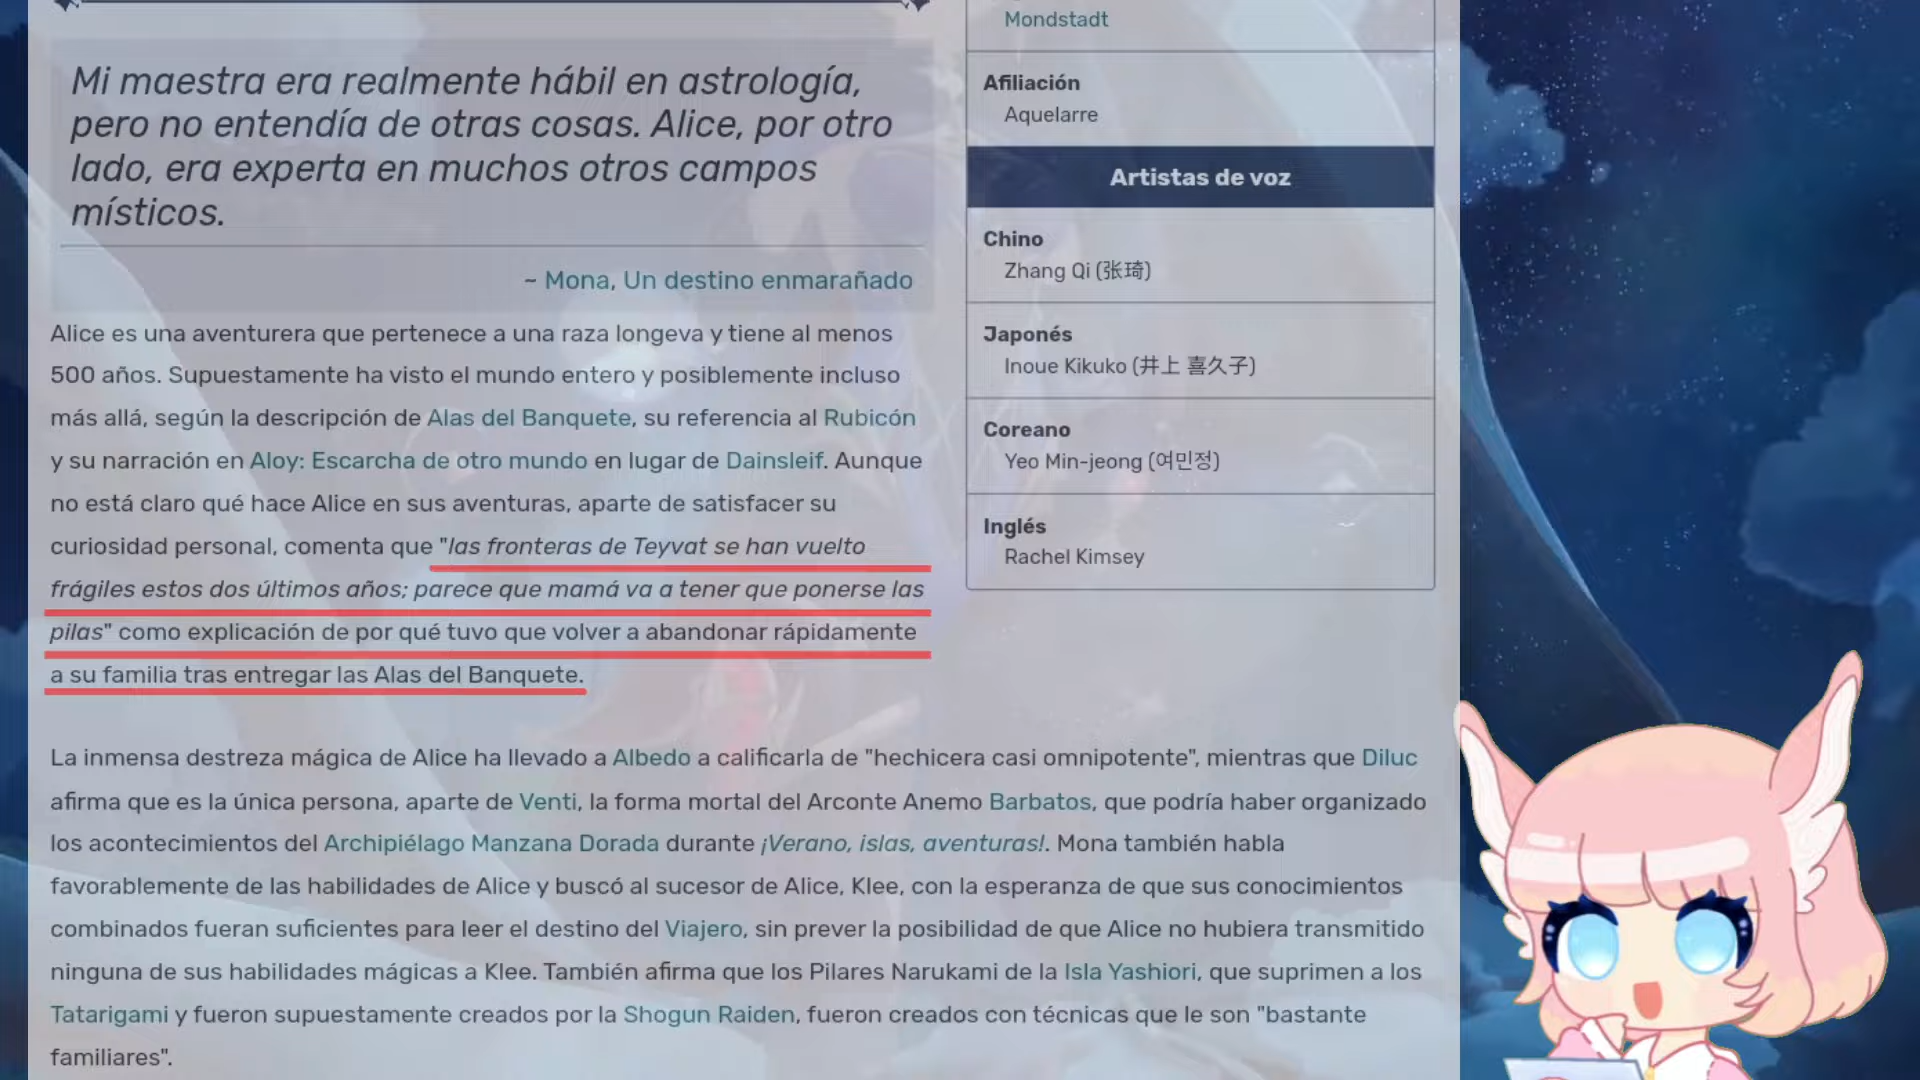 Mi maestra era realmente hábil en astrología,
pero no entendía de otras cosas. Alice, por otro
lado, era experta en muchos otros campos
místicos.
~ Mona, Un destino enmarañado
Alice es una aventurera que pertenece a una raza longeva y tiene al menos
500 años. Supuestamente ha visto el mundo entero y posiblemente incluso
más allá, según la descripción de Alas del Banquete, su referencia al Rubicón
y su narración en Aloy: Escarcha de otro mundo en lugar de Dainsleif. Aunque
no está claro qué hace Alice en sus aventuras, aparte de satisfacer su
curiosidad personal, comenta que "las fronteras de Teyvat se han vuelto
frágiles estos dos últimos años; parece que mamá va a tener que ponerse las
pilas" como explicación de por qué tuvo que volver a abandonar rápidamente
a su familia tras entregar las Alas del Banquete.
La inmensa destreza mágica de Alice ha llevado a Albedo a calificarla de "hechicera casi omnipotente", mientras que Diluc
afirma que es la única persona, aparte de Venti, la forma mortal del Arconte Anemo Barbatos, que podría haber organizado
los acontecimientos del Archipiélago Manzana Dorada durante ¡Verano, islas, aventuras!. Mona también habla
favorablemente de las habilidades de Alice y buscó al sucesor de Alice, Klee, con la esperanza de que sus conocimientos
combinados fueran suficientes para leer el destino del Viajero, sin prever la posibilidad de que Alice no hubiera transmitido
ninguna de sus habilidades mágicas a Klee. También afirma que los Pilares Narukami de la Isla Yashiori, que suprimen a los
Tatarigami y fueron supuestamente creados por la Shogun Raiden, fueron creados con técnicas que le son "bastante
familiares".
Mondstadt
Afiliación
Aquelarre
Artistas de voz
Chino
Zhang Qi (张琦)
Japonés
Inoue Kikuko (井上 喜久子)
Coreano
Yeo Min-jeong (여민정)
Inglés
Rachel Kimsey